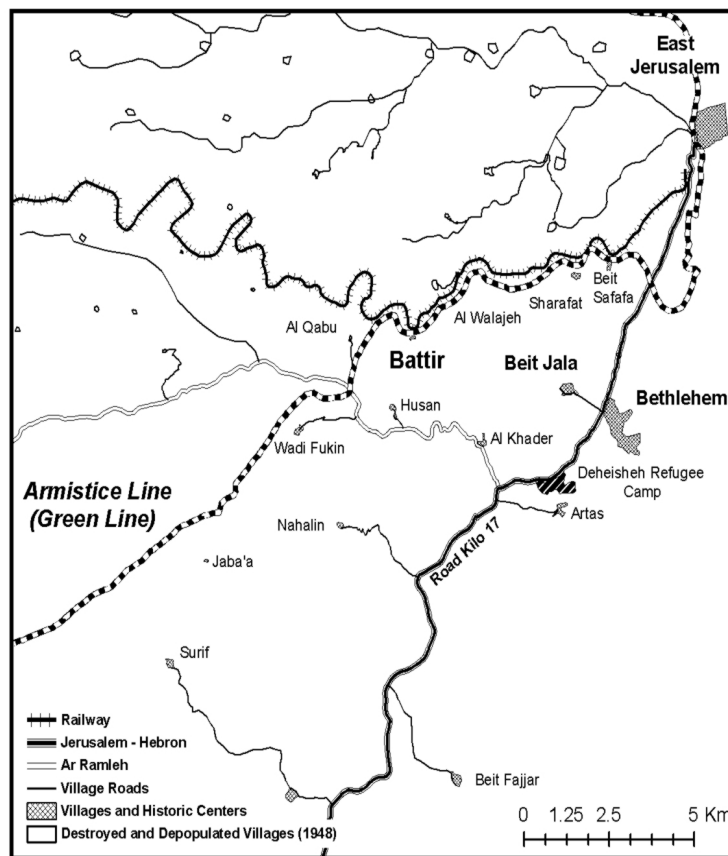 East
Jerusalem
Beit
Safafa
Sharafat
Al Walajeh
Al Qabu
Battir
Beit Jala
Bethlehem
Husan
Wadi Fukin
Al Khader
Deheisheh Refugee
Camp
Armistice Line
(Green Line)
Artas
Nahalin
Road Kilo 17
Jaba'a
Surif
Beit Fajjar
Railway
Jerusalem - Hebron
Ar Ramleh
Village Roads
Villages and Historic Centers
Destroyed and Depopulated Villages (1948)
0 1.25 2.5 5 Km